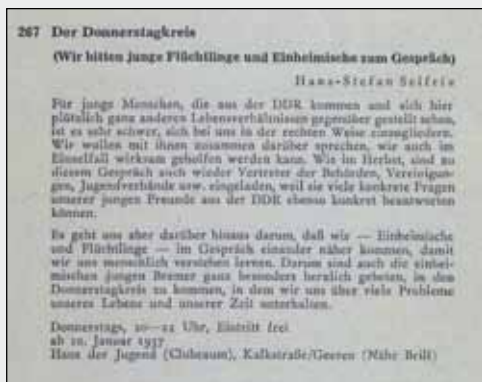 267 Der Donnerstagkreis
(Wir bitten junge Flüchtlinge und Einheimische zum Gespräch)
Hans-Stefan Seifriz
Für junge Menschen, die aus der DDR kommen und sich hier
plötzlich ganz anderen Lebensverhältnissen gegenüber gestellt sehen,
ist es sehr schwer, sich bei uns in der rechten Weise einzugliedern.
Wir wollen mit ihnen zusammen darüber sprechen, wie auch im
Einzelfall wirksam geholfen werden kann. Wie im Herbst, sind zu
diesem Gespräch auch wieder Vertreter der Behörden, Vereinigun-
gen, Jugendverbände usw. eingeladen, weil sie viele konkrete Fragen
unserer jungen Freunde aus der DDR ebenso konkret beantworten
können.
Es geht uns aber darüber hinaus darum, daß wir — Einheimische
und Flüchtlinge — im Gespräch einander näher kommen, damit
wir uns menschlich verstehen lernen. Darum sind auch die einhei-
mischen jungen Bremer ganz besonders herzlich gebeten, in den
Donnerstagkreis zu kommen, in dem wir uns über viele Probleme
unseres Lebens und unserer Zeit unterhalten.
Donnerstags, 20—22 Uhr, Eintritt frei
ab 10. Januar 1957
Haus der Jugend (Clubraum), Kalkstraße/Geeren (Nähe Brill)